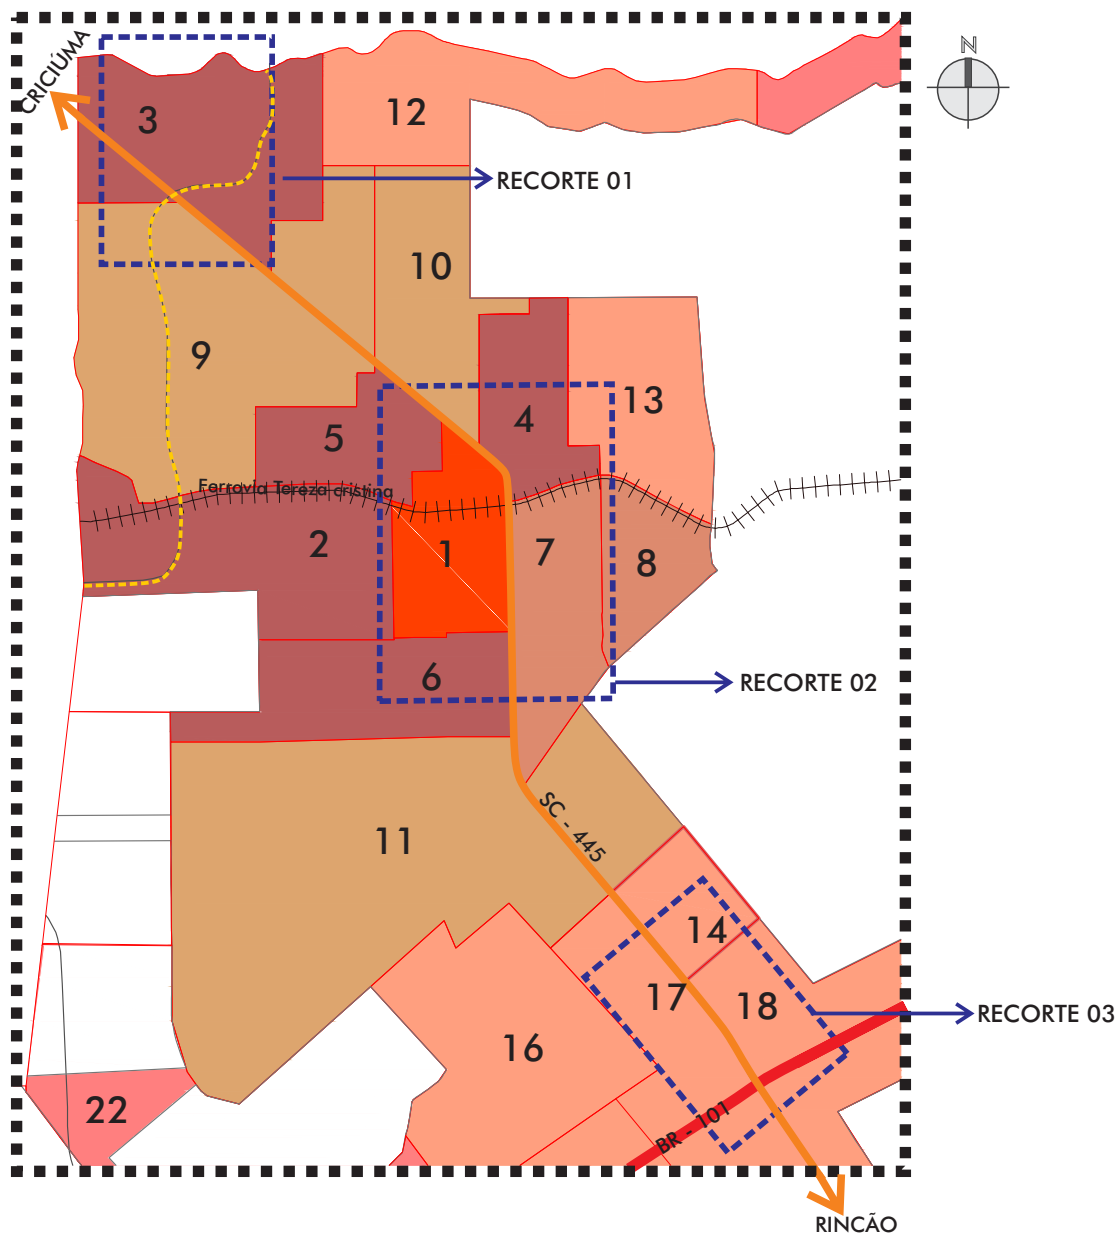 N
CRICIÚMA
3
12
RECORTE 01
10
9
13
4
5
Ferrovia Tereza cristina
2
1
7
8
6
RECORTE 02
SC - 445
11
14
17
18
RECORTE 03
16
22
BR - 101
RINCÃO